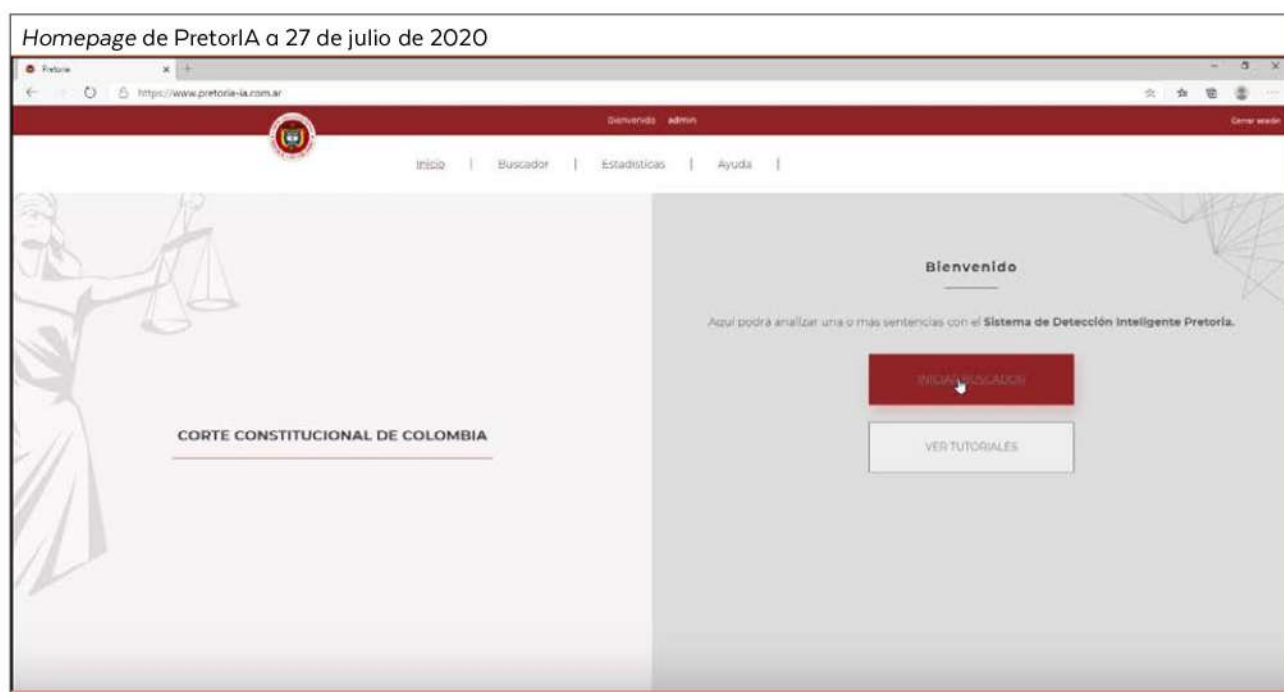 Homepage de PretorIA a 27 de julio de 2020
Pretoria
https://www.pretoria-ia.com.ar
Bienvenido admin
Cerrar sesión
Inicio | Buscador | Estadísticas | Ayuda |
Bienvenido
Aquí podrá analizar una o más sentencias con el Sistema de Detección Inteligente Pretoria.
INICIAR BUSCADOR
CORTE CONSTITUCIONAL DE COLOMBIA
VER TUTORIALES